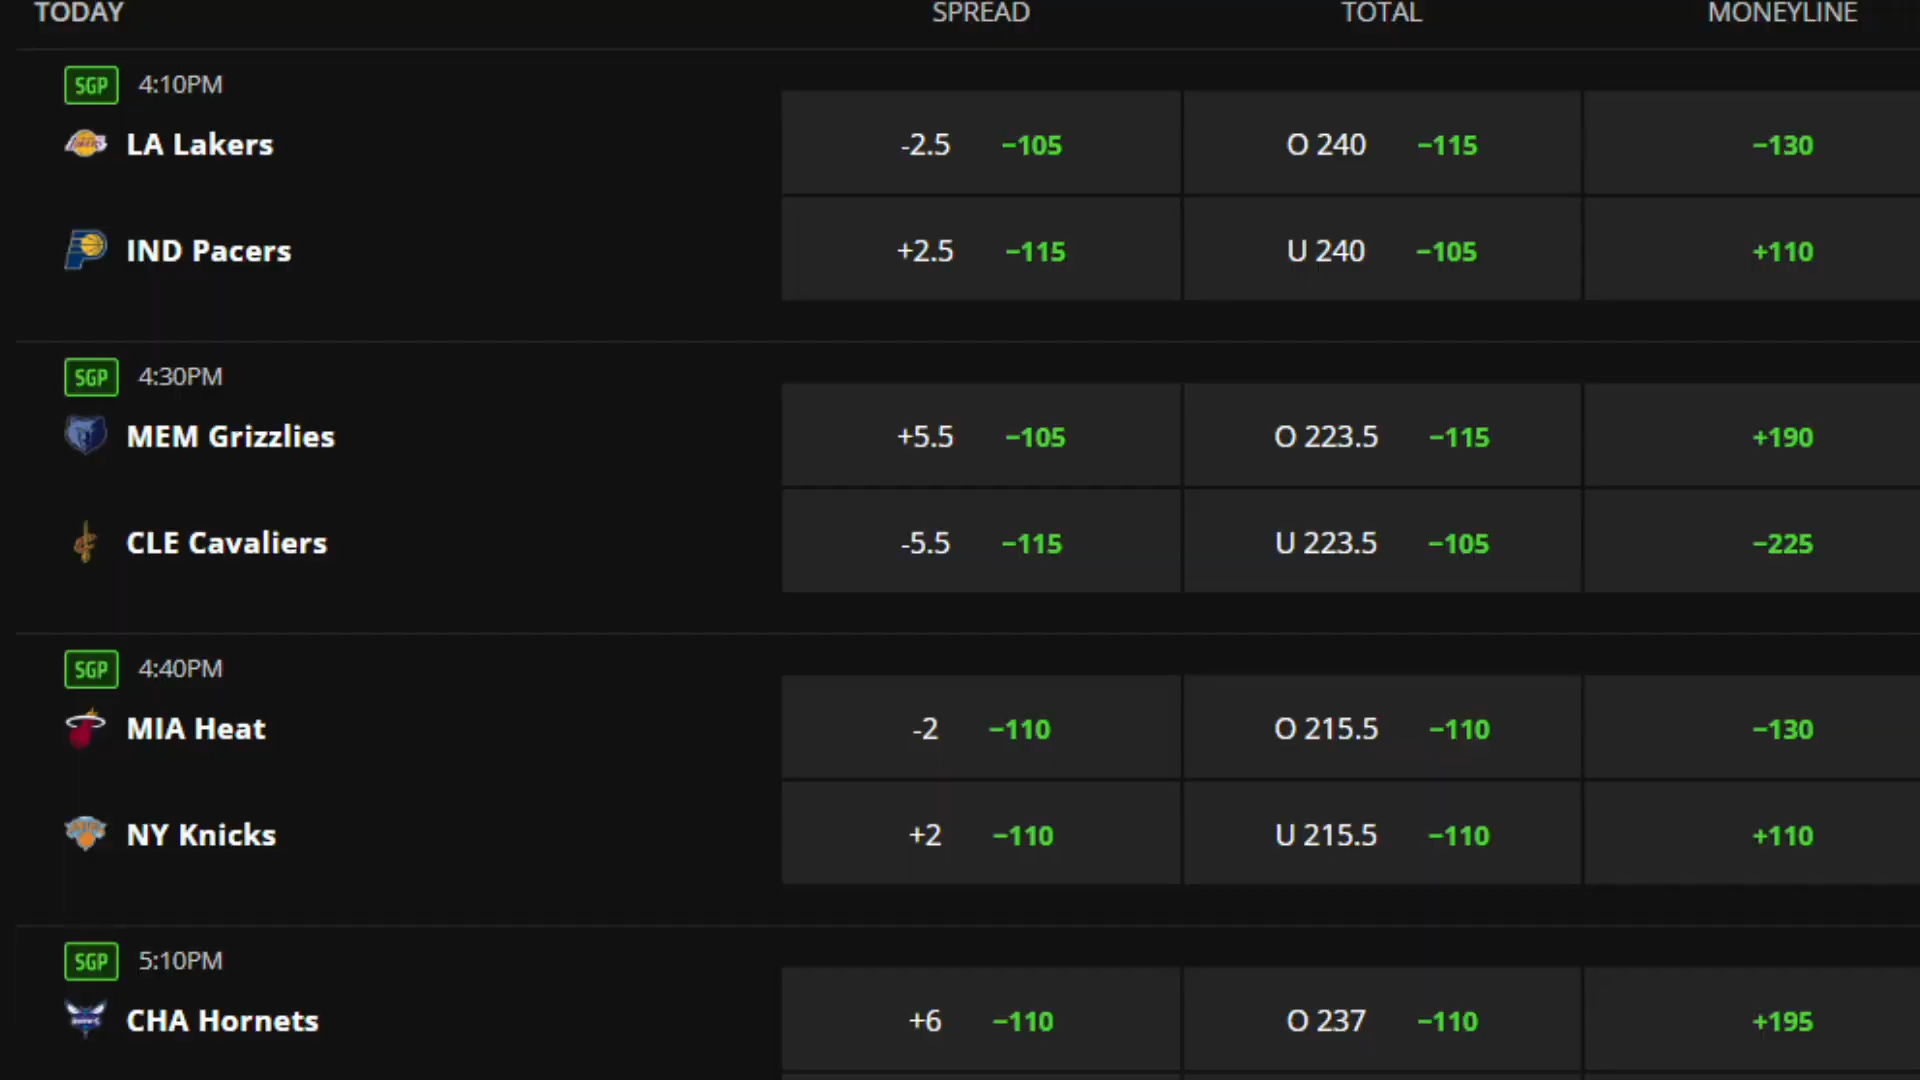 TODAY SPREAD TOTAL MONEYLINE
SGP 4:10PM
LA Lakers -2.5 −105 O 240 −115 −130
IND Pacers +2.5 −115 U 240 −105 +110
SGP 4:30PM
MEM Grizzlies +5.5 −105 O 223.5 −115 +190
CLE Cavaliers -5.5 −115 U 223.5 −105 −225
SGP 4:40PM
MIA Heat -2 −110 O 215.5 −110 −130
NY Knicks +2 −110 U 215.5 −110 +110
SGP 5:10PM
CHA Hornets +6 −110 O 237 −110 +195